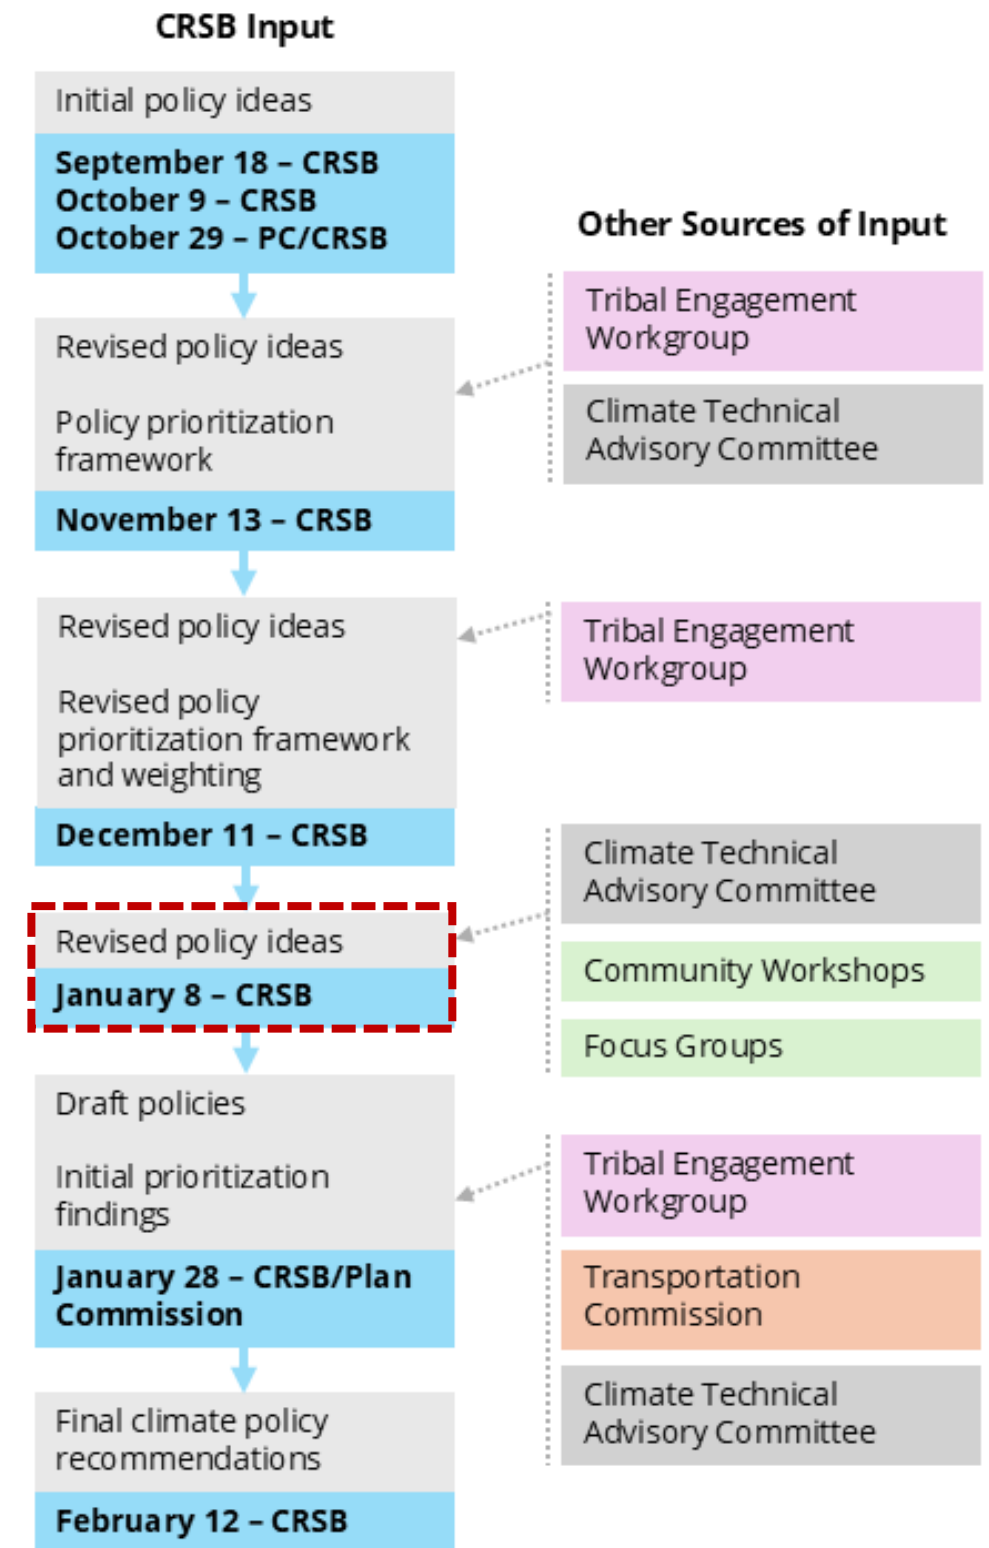 CRSB Input
Initial policy ideas
September 18 – CRSB
October 9 – CRSB
October 29 – PC/CRSB
Revised policy ideas
Policy prioritization
framework
November 13 – CRSB
Revised policy ideas
Revised policy
prioritization framework
and weighting
December 11 – CRSB
Revised policy ideas
January 8 – CRSB
Draft policies
Initial prioritization
findings
January 28 – CRSB/Plan
Commission
Final climate policy
recommendations
February 12 – CRSB
Other Sources of Input
Tribal Engagement
Workgroup
Climate Technical
Advisory Committee
Tribal Engagement
Workgroup
Climate Technical
Advisory Committee
Community Workshops
Focus Groups
Tribal Engagement
Workgroup
Transportation
Commission
Climate Technical
Advisory Committee